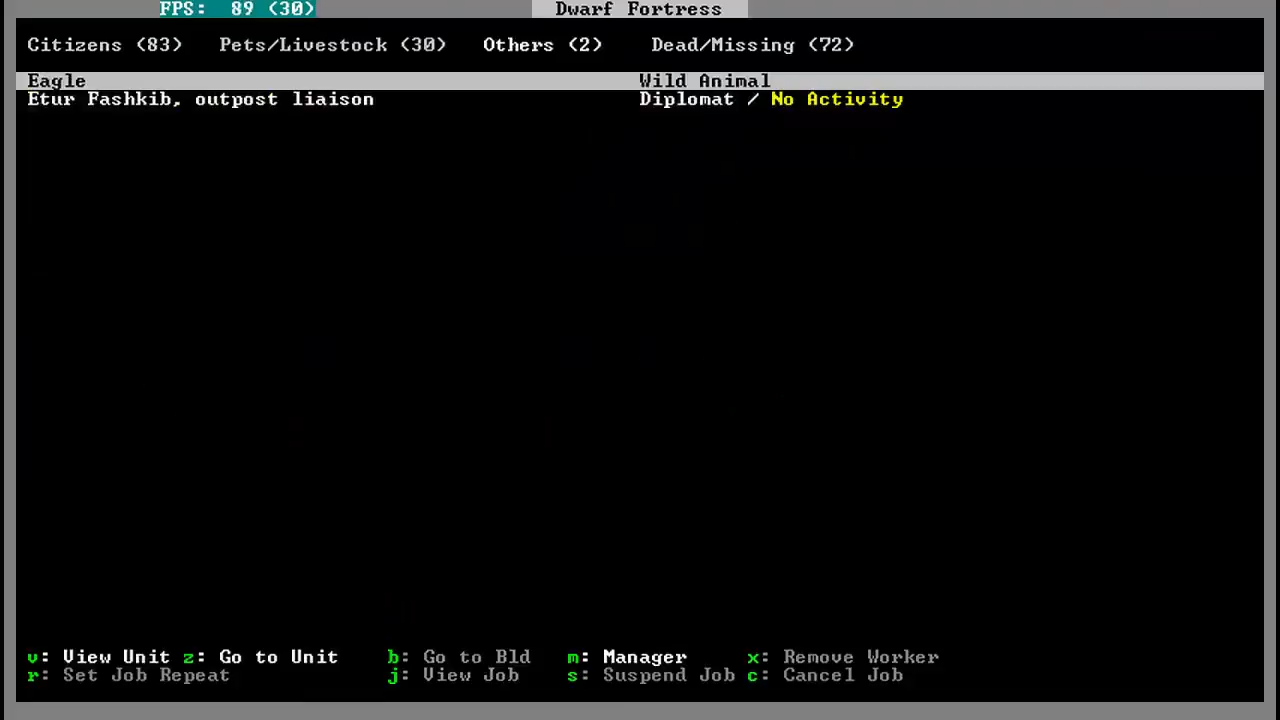 FPS: 89 (30) Dwarf Fortress
Citizens (83) Pets/Livestock (30) Others (2) Dead/Missing (72)
Eagle Wild Animal
Etur Fashkib, outpost liaison Diplomat / No Activity
v: View Unit z: Go to Unit b: Go to Bld m: Manager x: Remove Worker
r: Set Job Repeat j: View Job s: Suspend Job c: Cancel Job